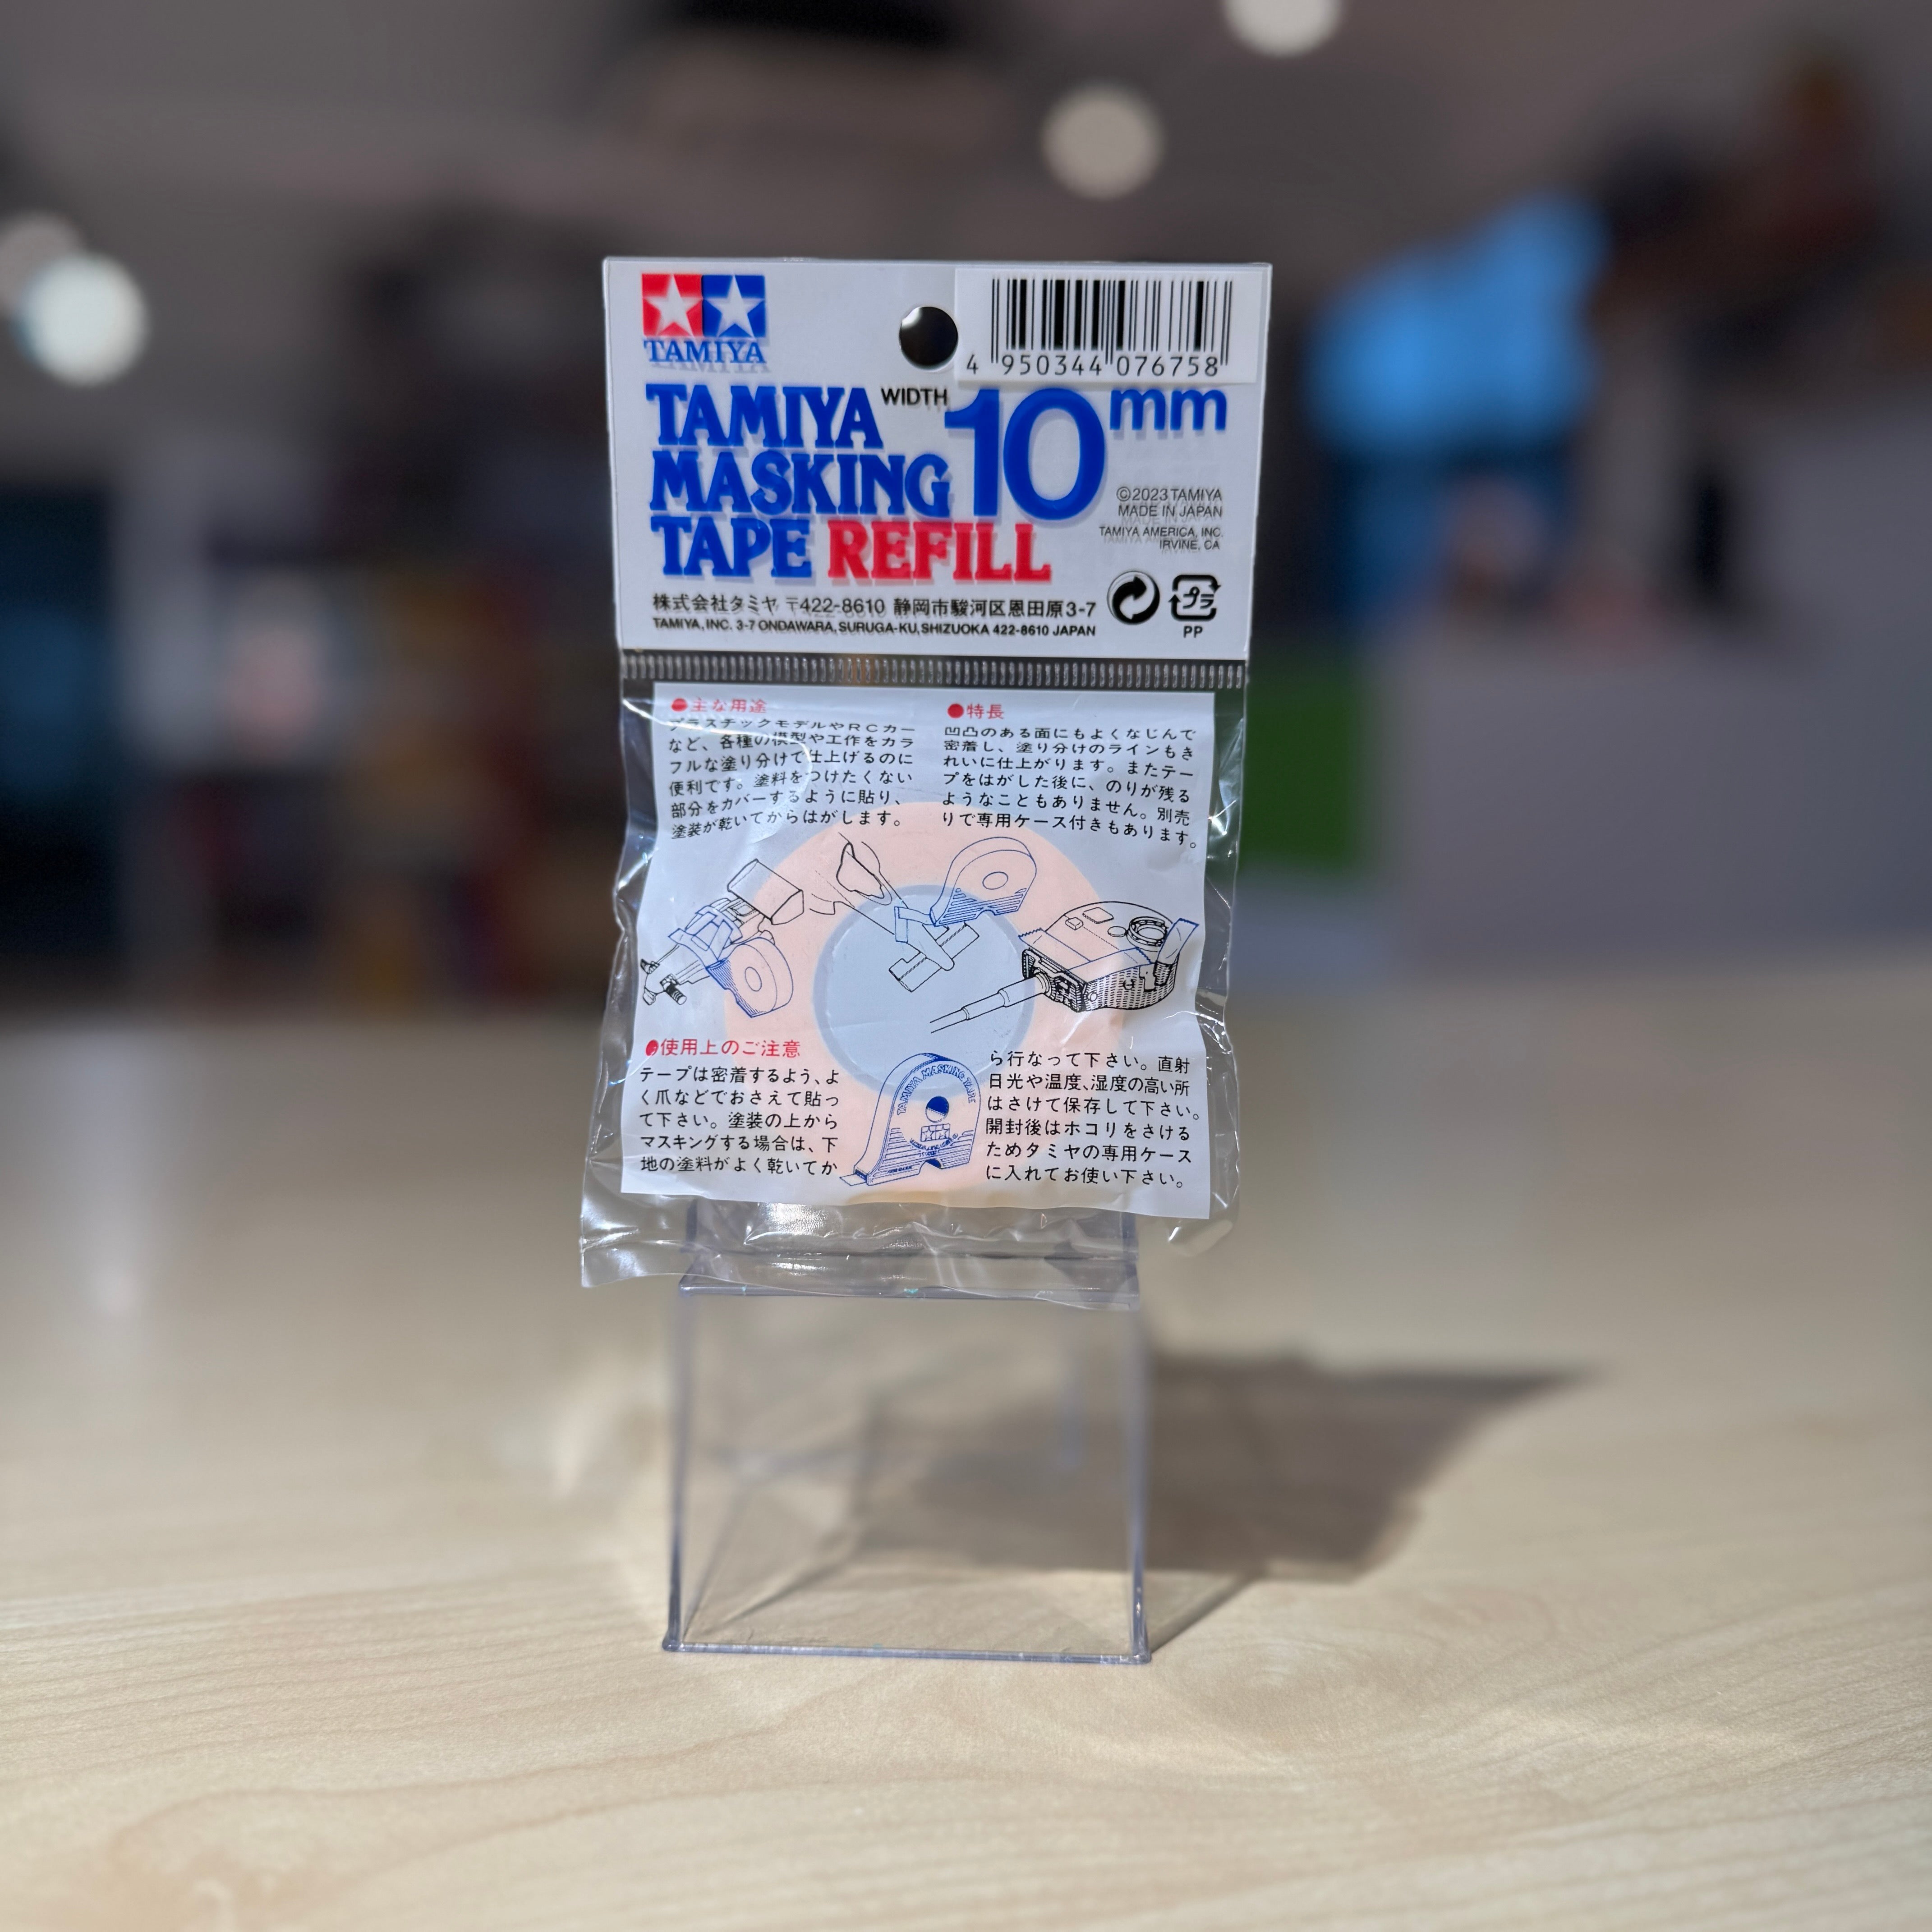 TAMIYA
4 950344 076758
TAMIYA
MASKING
TAPE REFILL
WIDTH
10mm
©2023 TAMIYA
MADE IN JAPAN
TAMIYA AMERICA, INC.
IRVINE, CA
株式会社タミヤ 〒422-8610 静岡市駿河区恩田原3-7
TAMIYA, INC. 3-7 ONDAWARA, SURUGA-KU, SHIZUOKA 422-8610 JAPAN
プラ
PP
●主な用途
プラスチックモデルやRCカー
など、各種の模型や工作をカラ
フルな塗り分けで仕上げるのに
便利です。塗料をつけたくない
部分をカバーするように貼り、
塗装が乾いてからはがします。
●特長
凹凸のある面にもよくなじんで
密着し、塗り分けのラインもき
れいに仕上がります。またテー
プをはがした後に、のりが残る
ようなこともありません。別売
りで専用ケース付きもあります。
●使用上のご注意
テープは密着するよう、よ
く爪などでおさえて貼っ
て下さい。塗装の上から
マスキングする場合は、下
地の塗料がよく乾いてか
ら行なって下さい。直射
日光や温度、湿度の高い所
はさけて保存して下さい。
開封後はホコリをさける
ためタミヤの専用ケース
に入れてお使い下さい。
TAMIYA MASKING TAPE